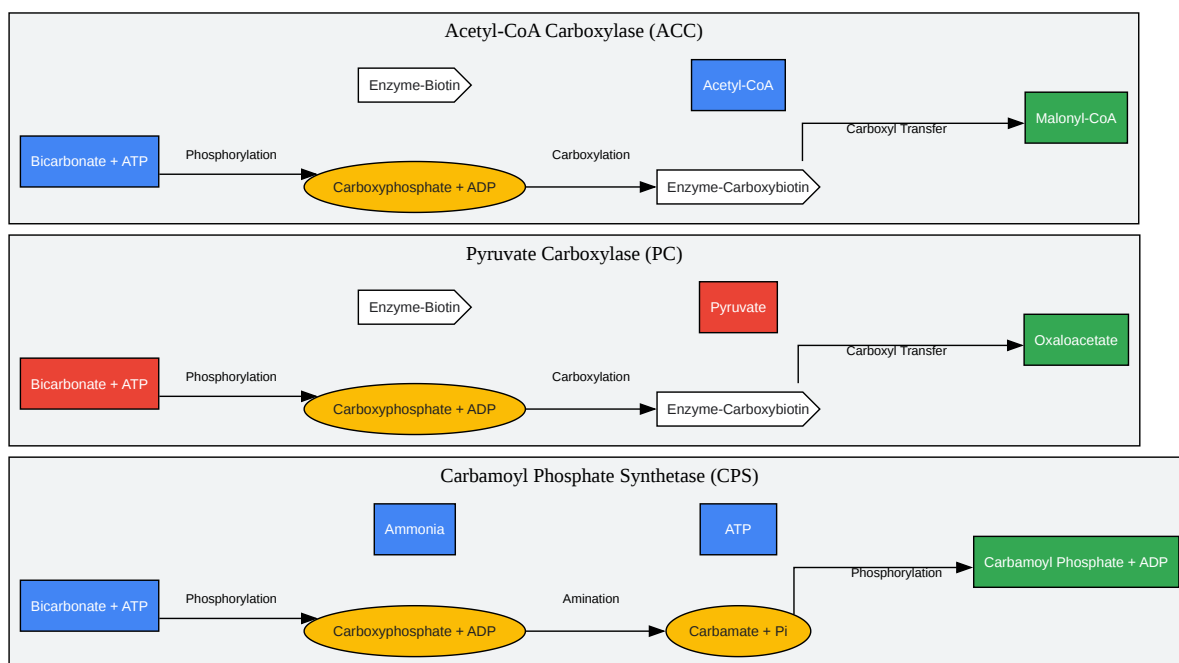 Acetyl-CoA Carboxylase (ACC)
Enzyme-Biotin
Acetyl-CoA
Bicarbonate + ATP
Phosphorylation
Carboxyphosphate + ADP
Carboxylation
Enzyme-Carboxybiotin
Carboxyl Transfer
Malonyl-CoA
Pyruvate Carboxylase (PC)
Enzyme-Biotin
Pyruvate
Bicarbonate + ATP
Phosphorylation
Carboxyphosphate + ADP
Carboxylation
Enzyme-Carboxybiotin
Carboxyl Transfer
Oxaloacetate
Carbamoyl Phosphate Synthetase (CPS)
Ammonia
ATP
Bicarbonate + ATP
Phosphorylation
Carboxyphosphate + ADP
Amination
Carbamate + Pi
Phosphorylation
Carbamoyl Phosphate + ADP